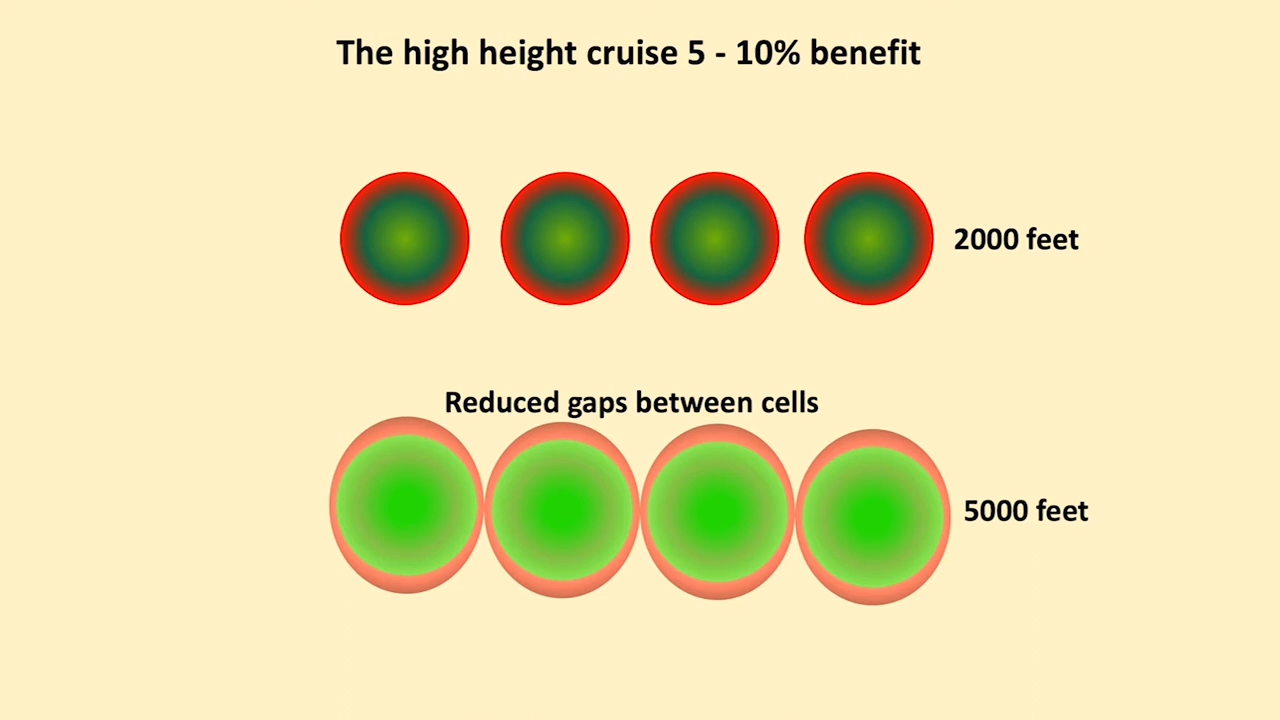 The high height cruise 5 - 10% benefit
2000 feet
Reduced gaps between cells
5000 feet